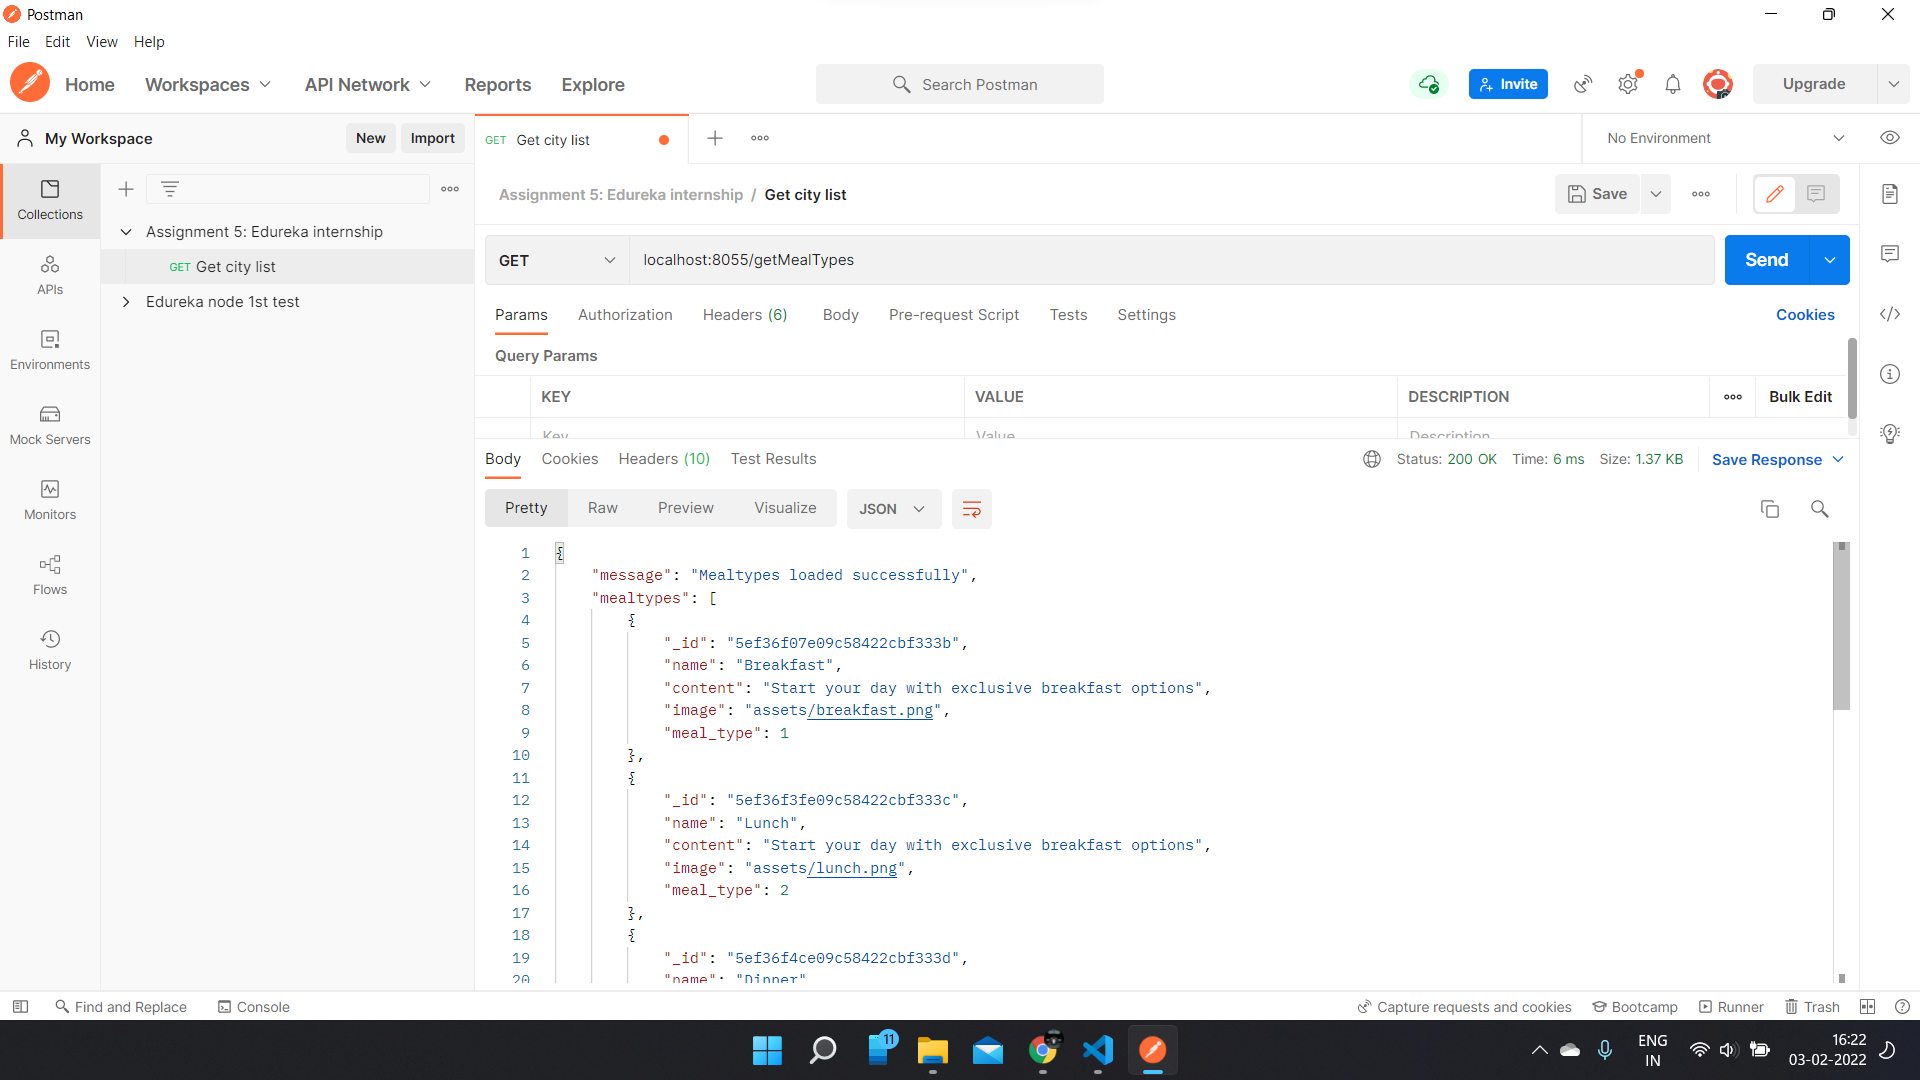 Postman
File Edit View Help
Home Workspaces API Network Reports Explore Search Postman Invite Upgrade
My Workspace New Import GET Get city list No Environment
Collections
APIs
Environments
Mock Servers
Monitors
Flows
History
Assignment 5: Edureka internship
GET Get city list
Edureka node 1st test
Assignment 5: Edureka internship / Get city list Save
GET localhost:8055/getMealTypes Send
Params Authorization Headers (6) Body Pre-request Script Tests Settings Cookies
Query Params
KEY VALUE DESCRIPTION Bulk Edit
Key Value Description
Body Cookies Headers (10) Test Results Status: 200 OK Time: 6 ms Size: 1.37 KB Save Response
Pretty Raw Preview Visualize JSON
1 {
2 "message": "Mealtypes loaded successfully",
3 "mealtypes": [
4 {
5 "_id": "5ef36f07e09c58422cbf333b",
6 "name": "Breakfast",
7 "content": "Start your day with exclusive breakfast options",
8 "image": "assets/breakfast.png",
9 "meal_type": 1
10 },
11 {
12 "_id": "5ef36f3fe09c58422cbf333c",
13 "name": "Lunch",
14 "content": "Start your day with exclusive breakfast options",
15 "image": "assets/lunch.png",
16 "meal_type": 2
17 },
18 {
19 "_id": "5ef36f4ce09c58422cbf333d",
20 "name": "Dinner"
Find and Replace Console Capture requests and cookies Bootcamp Runner Trash
11
ENG
IN
16:22
03-02-2022